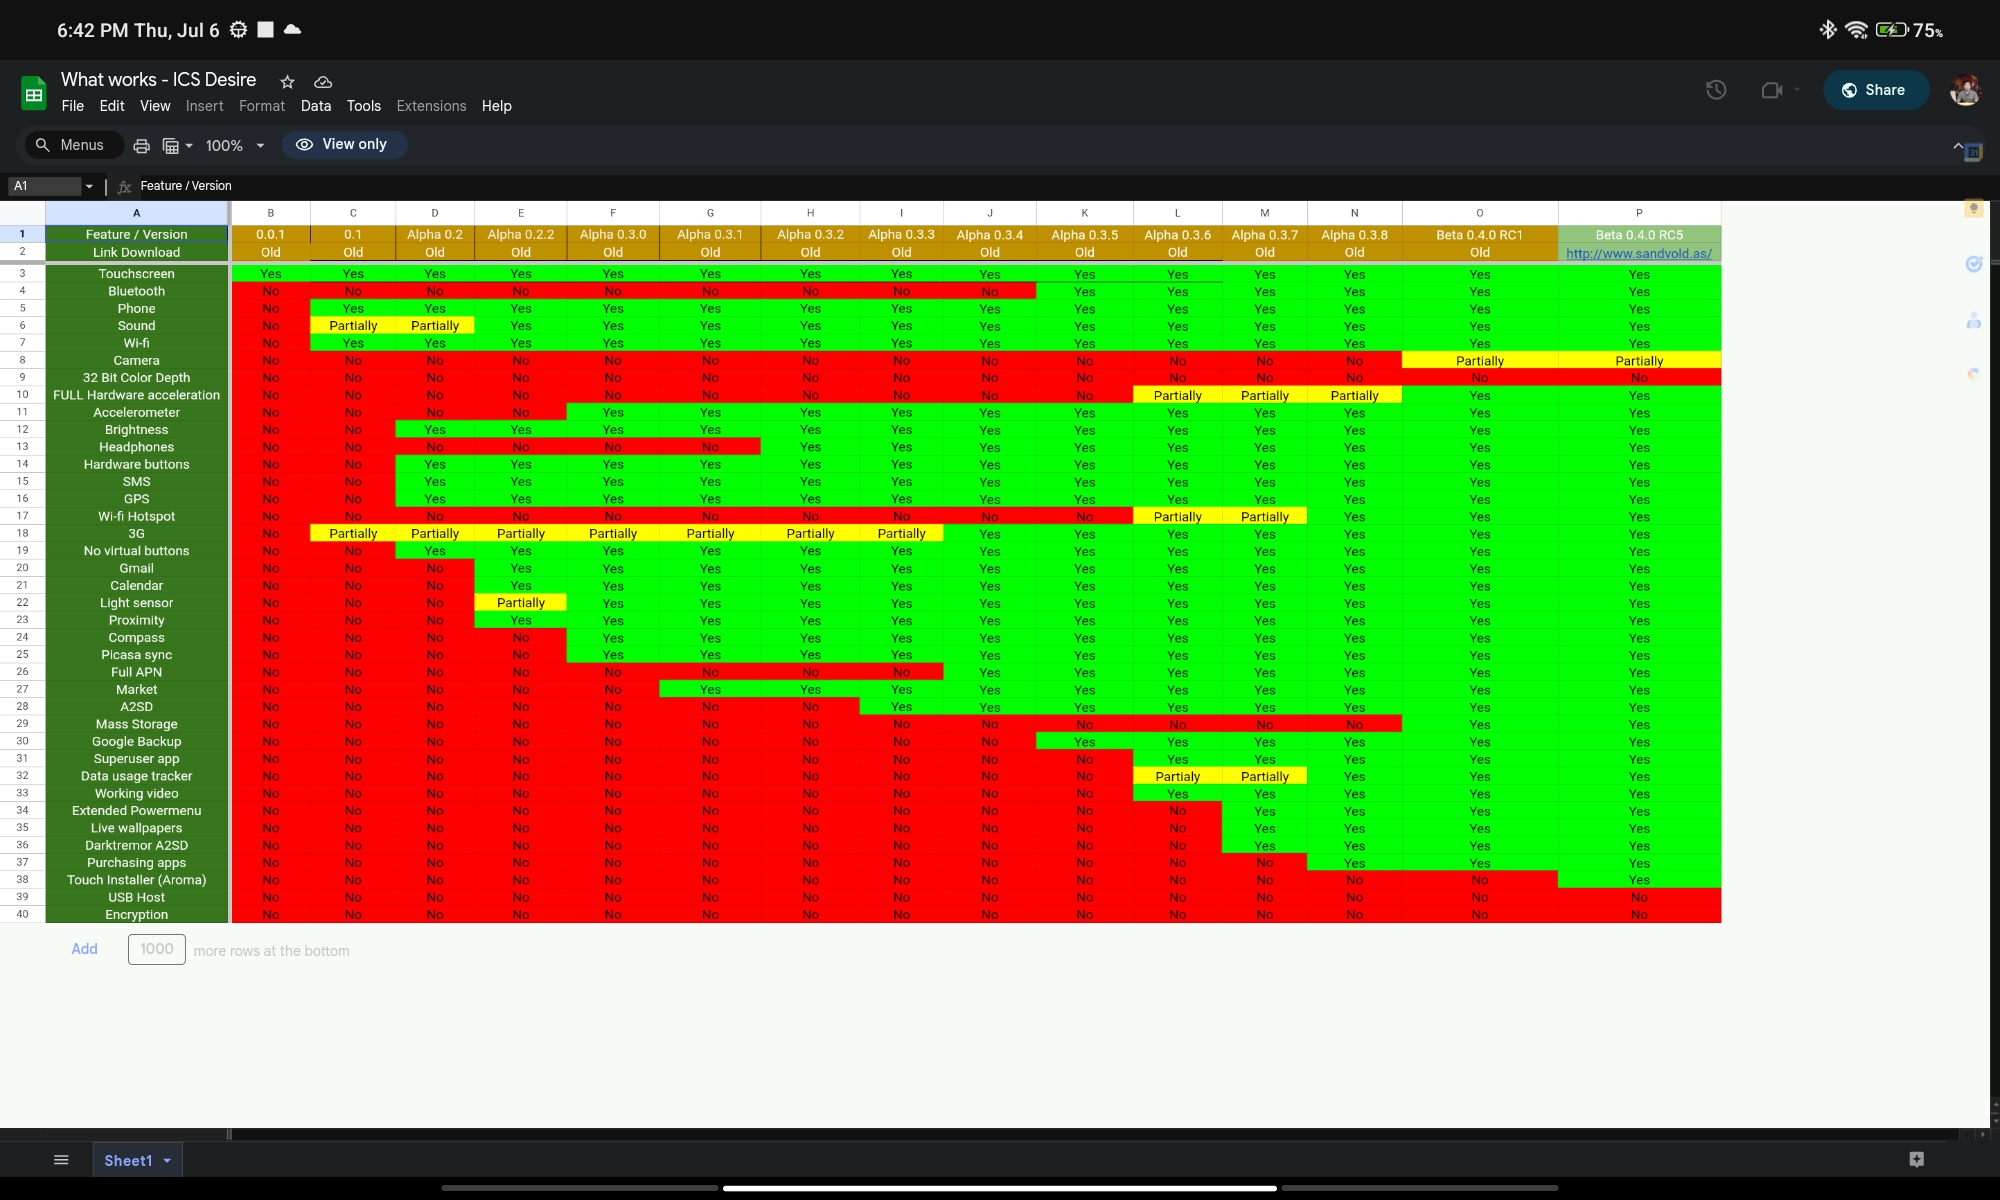 6:42 PM Thu, Jul 6 75%
What works - ICS Desire
File Edit View Insert Format Data Tools Extensions Help
Share
Menus 100% View only
A1 fx Feature / Version
A B C D E F G H I J K L M N O P
1 Feature / Version 0.0.1 0.1 Alpha 0.2 Alpha 0.2.2 Alpha 0.3.0 Alpha 0.3.1 Alpha 0.3.2 Alpha 0.3.3 Alpha 0.3.4 Alpha 0.3.5 Alpha 0.3.6 Alpha 0.3.7 Alpha 0.3.8 Beta 0.4.0 RC1 Beta 0.4.0 RC5
2 Link Download Old Old Old Old Old Old Old Old Old Old Old Old Old Old http://www.sandvold.as/
3 Touchscreen Yes Yes Yes Yes Yes Yes Yes Yes Yes Yes Yes Yes Yes Yes Yes
4 Bluetooth No No No No No No No No No Yes Yes Yes Yes Yes Yes
5 Phone No Yes Yes Yes Yes Yes Yes Yes Yes Yes Yes Yes Yes Yes Yes
6 Sound No Partially Partially Yes Yes Yes Yes Yes Yes Yes Yes Yes Yes Yes Yes
7 Wi-fi No Yes Yes Yes Yes Yes Yes Yes Yes Yes Yes Yes Yes Yes Yes
8 Camera No No No No No No No No No No No No No Partially Partially
9 32 Bit Color Depth No No No No No No No No No No No No No No No
10 FULL Hardware acceleration No No No No No No No No No No Partially Partially Partially Yes Yes
11 Accelerometer No No No No Yes Yes Yes Yes Yes Yes Yes Yes Yes Yes Yes
12 Brightness No No Yes Yes Yes Yes Yes Yes Yes Yes Yes Yes Yes Yes Yes
13 Headphones No No No No No No Yes Yes Yes Yes Yes Yes Yes Yes Yes
14 Hardware buttons No No Yes Yes Yes Yes Yes Yes Yes Yes Yes Yes Yes Yes Yes
15 SMS No No Yes Yes Yes Yes Yes Yes Yes Yes Yes Yes Yes Yes Yes
16 GPS No No Yes Yes Yes Yes Yes Yes Yes Yes Yes Yes Yes Yes Yes
17 Wi-fi Hotspot No No No No No No No No No No Partially Partially Yes Yes Yes
18 3G No Partially Partially Partially Partially Partially Partially Partially Yes Yes Yes Yes Yes Yes Yes
19 No virtual buttons No No Yes Yes Yes Yes Yes Yes Yes Yes Yes Yes Yes Yes Yes
20 Gmail No No No Yes Yes Yes Yes Yes Yes Yes Yes Yes Yes Yes Yes
21 Calendar No No No Yes Yes Yes Yes Yes Yes Yes Yes Yes Yes Yes Yes
22 Light sensor No No No Partially Yes Yes Yes Yes Yes Yes Yes Yes Yes Yes Yes
23 Proximity No No No Yes Yes Yes Yes Yes Yes Yes Yes Yes Yes Yes Yes
24 Compass No No No No Yes Yes Yes Yes Yes Yes Yes Yes Yes Yes Yes
25 Picasa sync No No No No Yes Yes Yes Yes Yes Yes Yes Yes Yes Yes Yes
26 Full APN No No No No No No No No Yes Yes Yes Yes Yes Yes Yes
27 Market No No No No No Yes Yes Yes Yes Yes Yes Yes Yes Yes Yes
28 A2SD No No No No No No No Yes Yes Yes Yes Yes Yes Yes Yes
29 Mass Storage No No No No No No No No No No No No No Yes Yes
30 Google Backup No No No No No No No No No Yes Yes Yes Yes Yes Yes
31 Superuser app No No No No No No No No No No Yes Yes Yes Yes Yes
32 Data usage tracker No No No No No No No No No No Partialy Partially Yes Yes Yes
33 Working video No No No No No No No No No No Yes Yes Yes Yes Yes
34 Extended Powermenu No No No No No No No No No No No Yes Yes Yes Yes
35 Live wallpapers No No No No No No No No No No No Yes Yes Yes Yes
36 Darktremor A2SD No No No No No No No No No No No Yes Yes Yes Yes
37 Purchasing apps No No No No No No No No No No No No Yes Yes Yes
38 Touch Installer (Aroma) No No No No No No No No No No No No No No Yes
39 USB Host No No No No No No No No No No No No No No No
40 Encryption No No No No No No No No No No No No No No No
Add 1000 more rows at the bottom
Sheet1